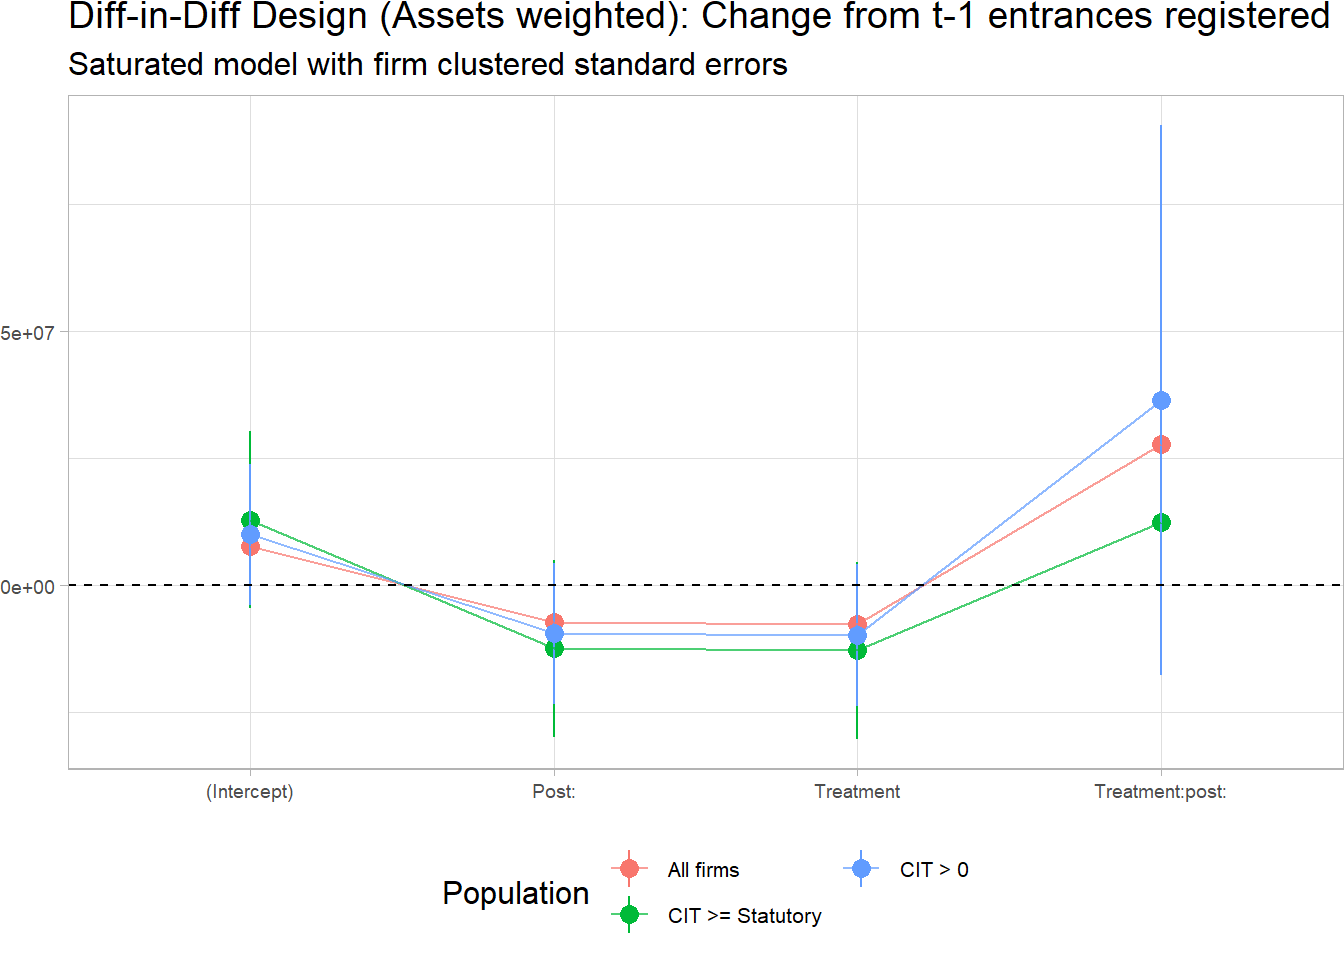 Diff-in-Diff Design (Assets weighted): Change from t-1 entrances registered
Saturated model with firm clustered standard errors
5e+07
0e+00
(Intercept)
Post:
Treatment
Treatment:post:
Population
All firms
CIT > 0
CIT >= Statutory